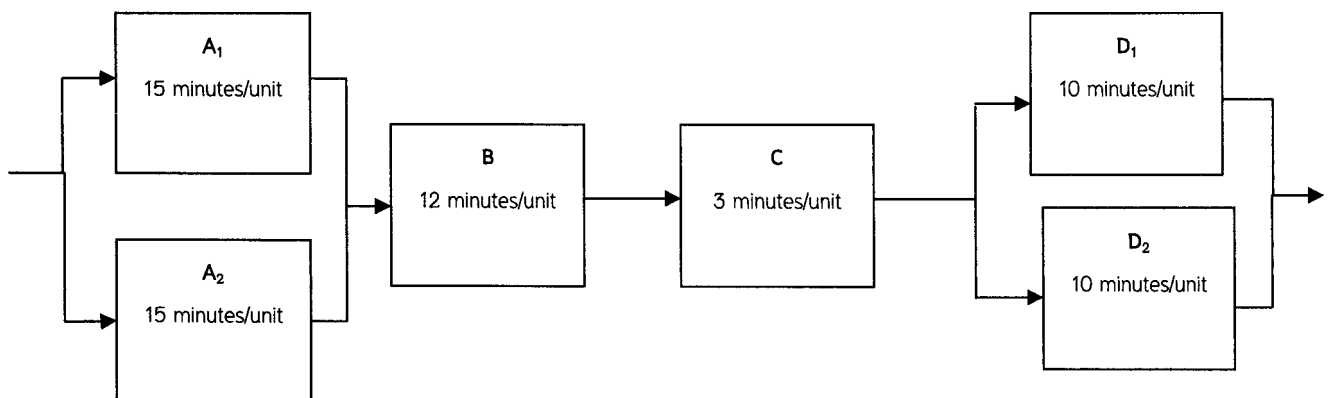 A₁
15 minutes/unit
A₂
15 minutes/unit
B
12 minutes/unit
C
3 minutes/unit
D₁
10 minutes/unit
D₂
10 minutes/unit